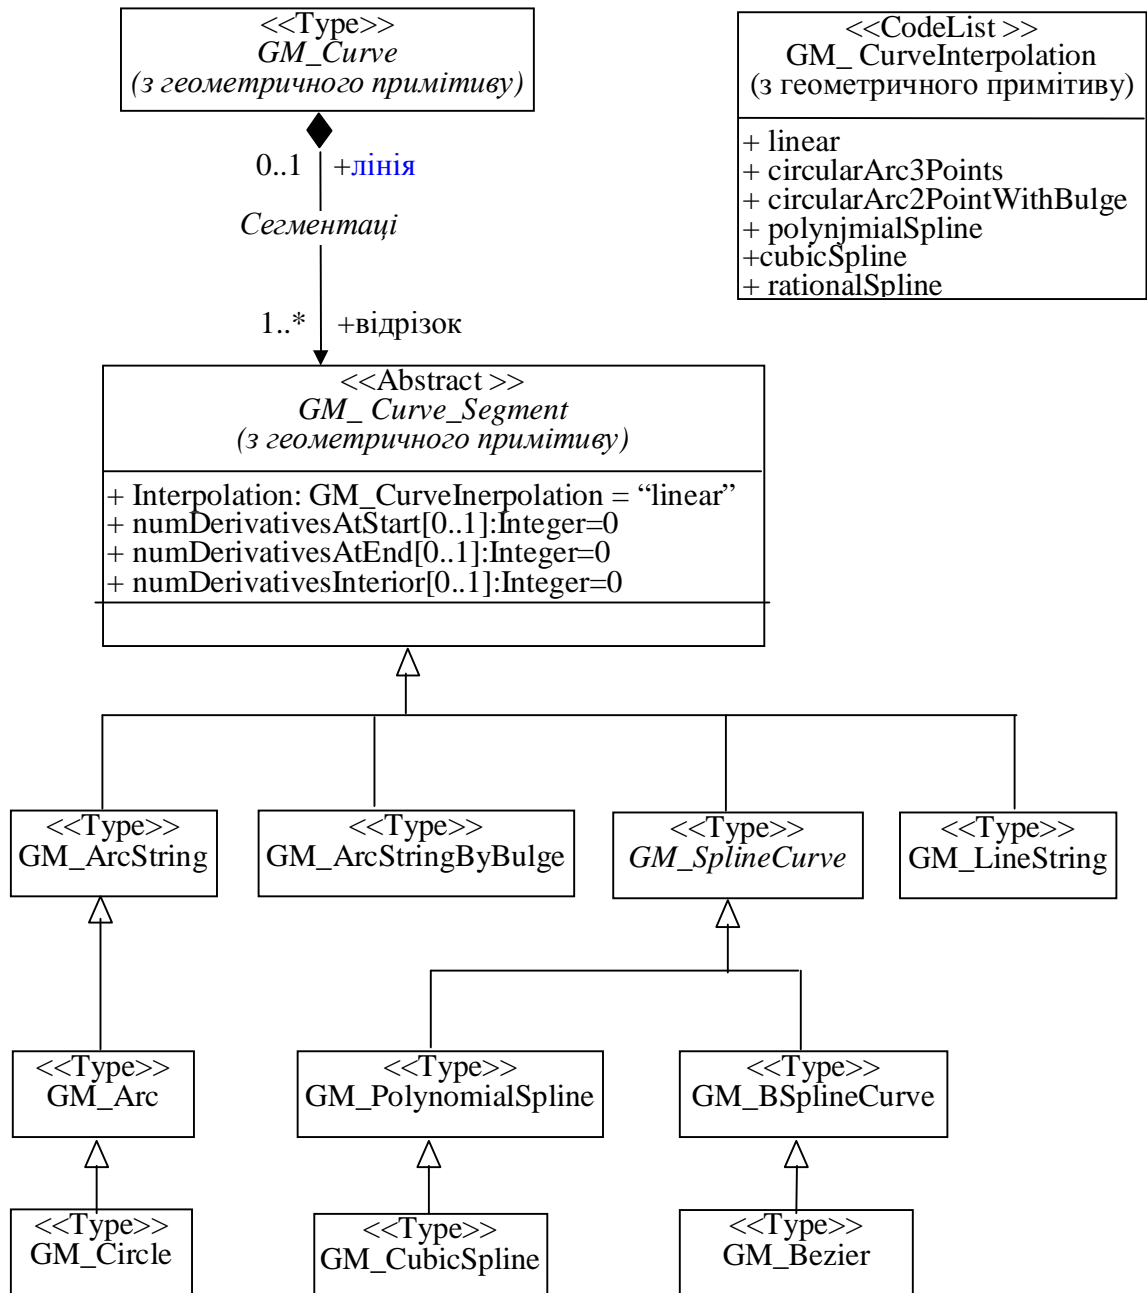 <<Type>>
GM_Curve
(з геометричного примітиву)
<<CodeList >>
GM_ CurveInterpolation
(з геометричного примітиву)
+ linear
+ circularArc3Points
+ circularArc2PointWithBulge
+ polynjmialSpline
+cubicSpline
+ rationalSpline
0..1 +лінія
Сегментаці
1..* +відрізок
<<Abstract >>
GM_ Curve_Segment
(з геометричного примітиву)
+ Interpolation: GM_CurveInerpolation = “linear”
+ numDerivativesAtStart[0..1]:Integer=0
+ numDerivativesAtEnd[0..1]:Integer=0
+ numDerivativesInterior[0..1]:Integer=0
<<Type>>
GM_ArcString
<<Type>>
GM_ArcStringByBulge
<<Type>>
GM_SplineCurve
<<Type>>
GM_LineString
<<Type>>
GM_Arc
<<Type>>
GM_PolynomialSpline
<<Type>>
GM_BSplineCurve
<<Type>>
GM_Circle
<<Type>>
GM_CubicSpline
<<Type>>
GM_Bezier